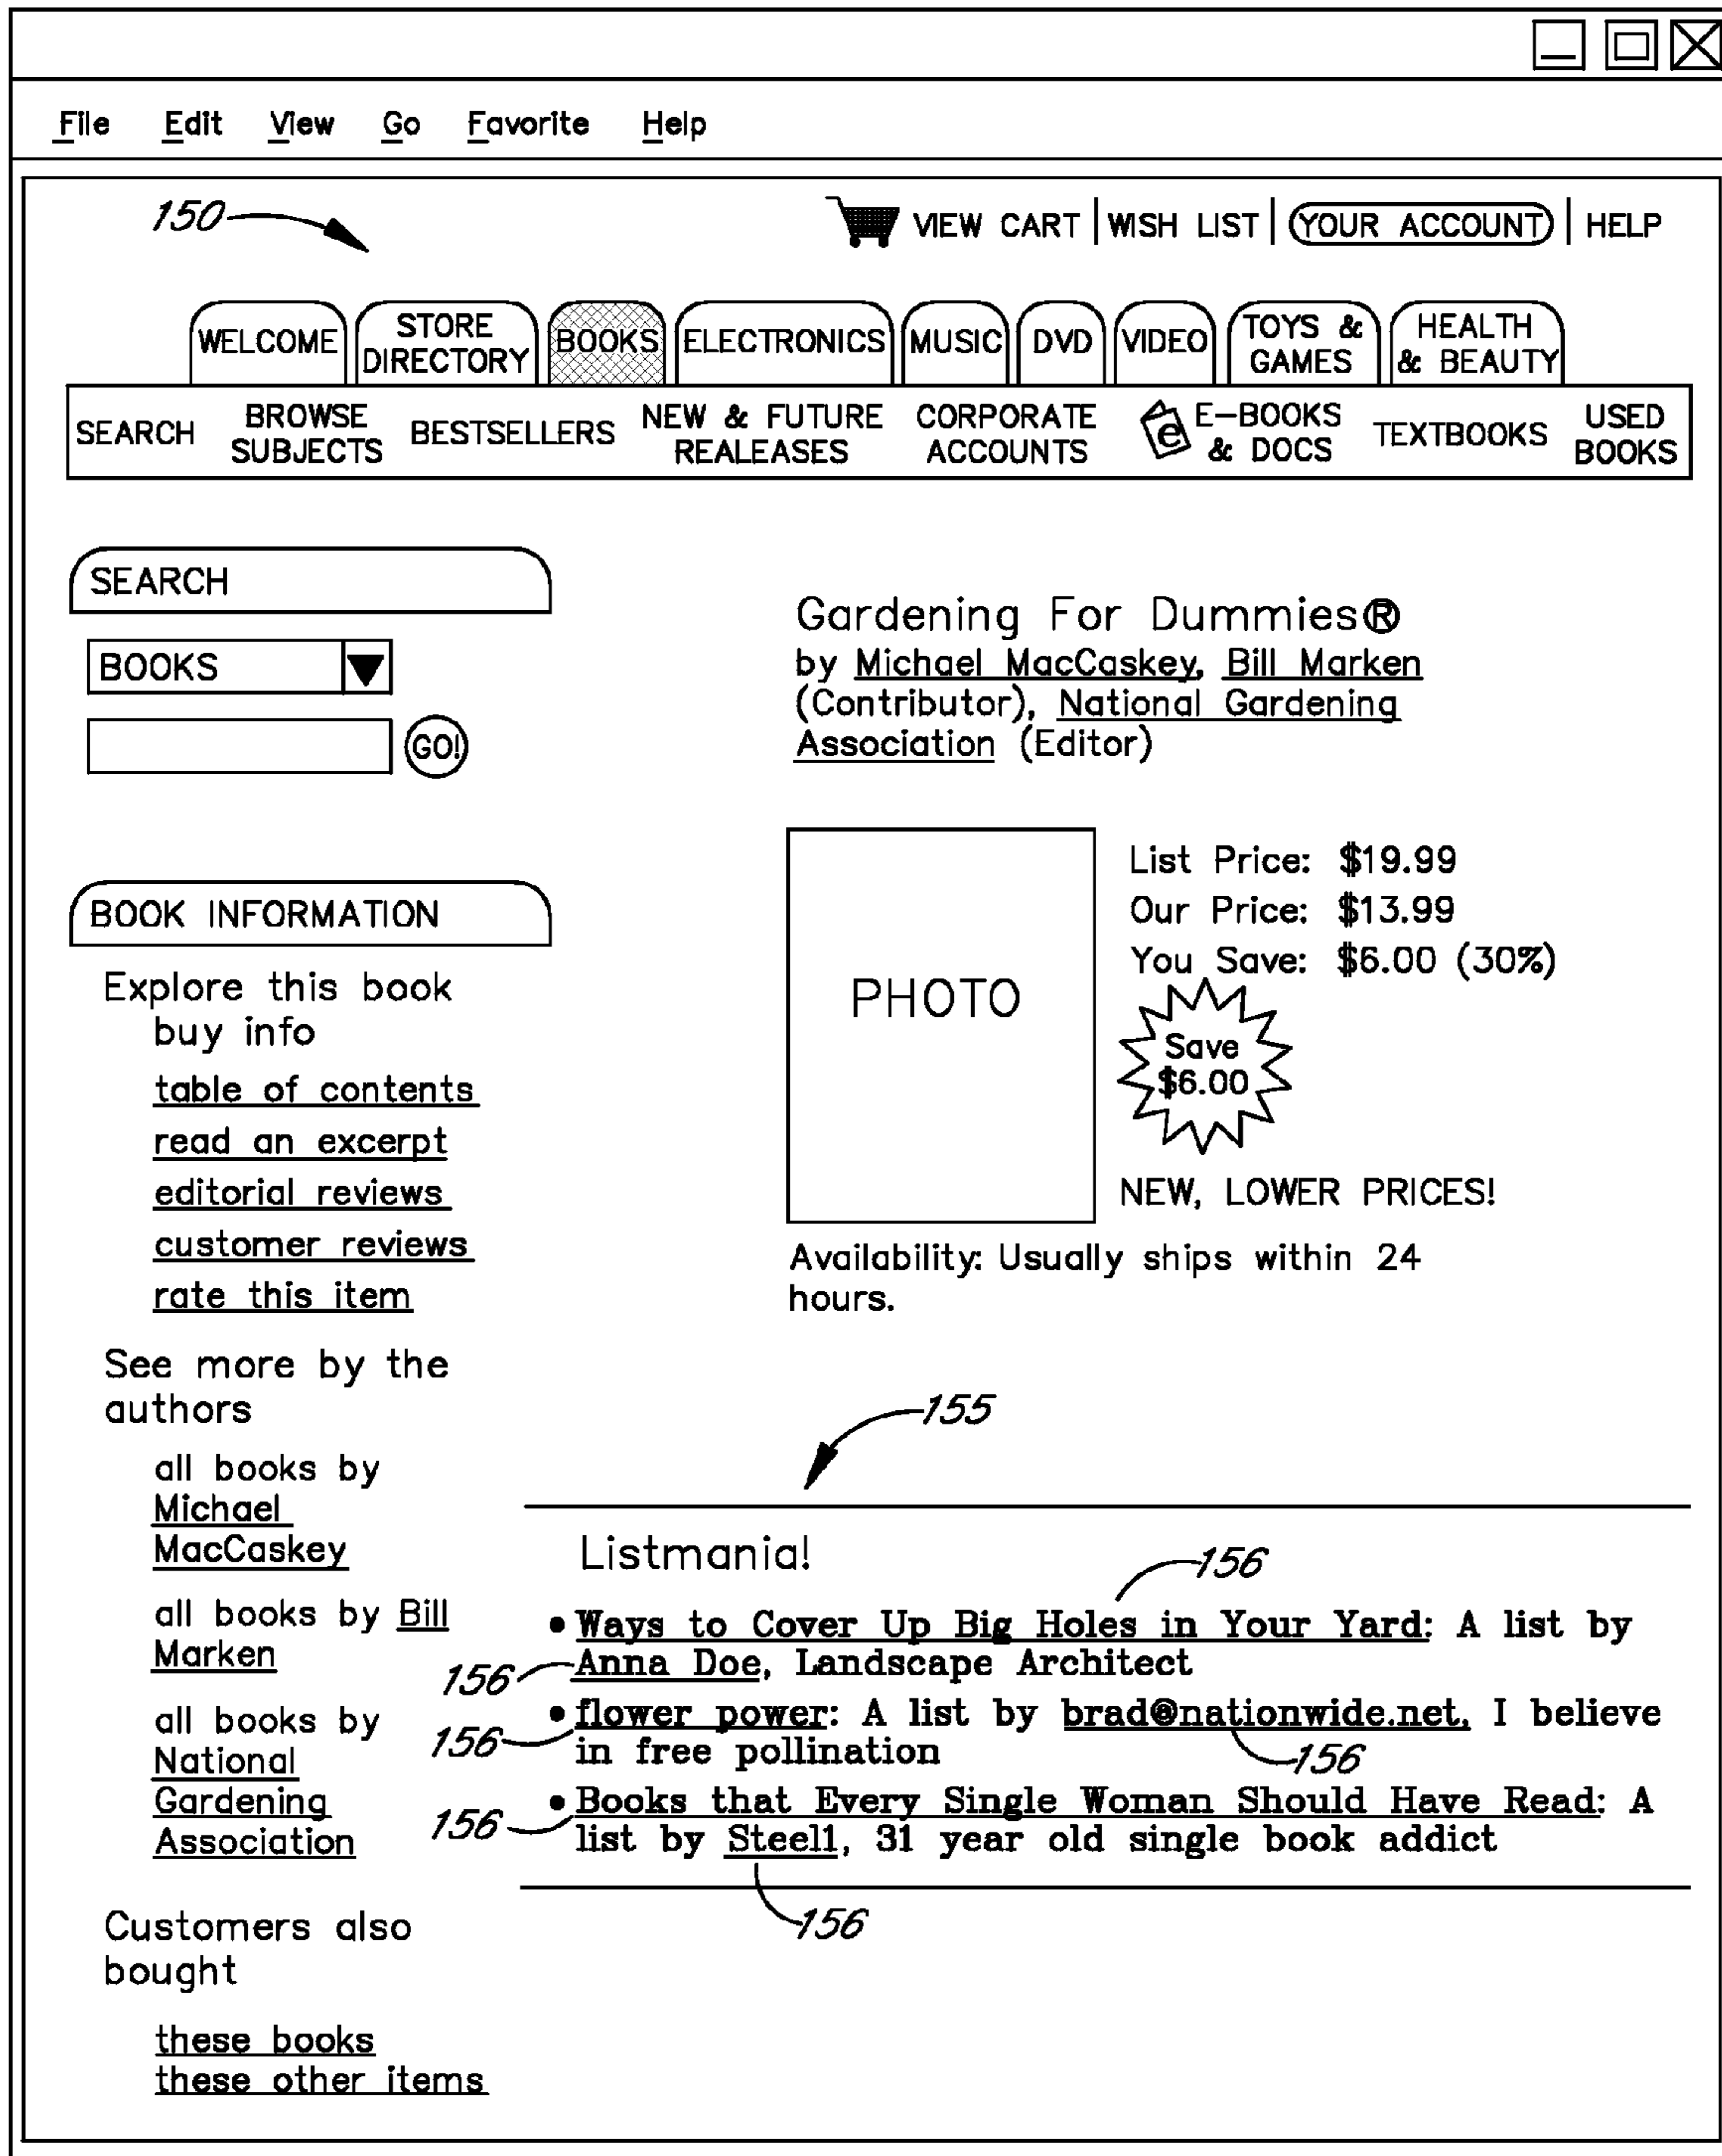 File Edit View Go Favorite Help
150
VIEW CART | WISH LIST | YOUR ACCOUNT | HELP
WELCOME
STORE
DIRECTORY
BOOKS
ELECTRONICS
MUSIC
DVD
VIDEO
TOYS &
GAMES
HEALTH
& BEAUTY
SEARCH
BROWSE
SUBJECTS
BESTSELLERS
NEW & FUTURE
REALEASES
CORPORATE
ACCOUNTS
e
E-BOOKS
& DOCS
TEXTBOOKS
USED
BOOKS
SEARCH
BOOKS
GO!
BOOK INFORMATION
Explore this book
buy info
table of contents
read an excerpt
editorial reviews
customer reviews
rate this item
See more by the
authors
all books by
Michael
MacCaskey
all books by Bill
Marken
all books by
National
Gardening
Association
Customers also
bought
these books
these other items
Gardening For Dummies®
by Michael MacCaskey, Bill Marken
(Contributor), National Gardening
Association (Editor)
PHOTO
List Price: $19.99
Our Price: $13.99
You Save: $6.00 (30%)
Save
$6.00
NEW, LOWER PRICES!
Availability: Usually ships within 24
hours.
155
Listmania!
156
• Ways to Cover Up Big Holes in Your Yard: A list by
156 Anna Doe, Landscape Architect
• flower power: A list by brad@nationwide.net, I believe
156 in free pollination 156
• Books that Every Single Woman Should Have Read: A
156 list by Steel1, 31 year old single book addict
156